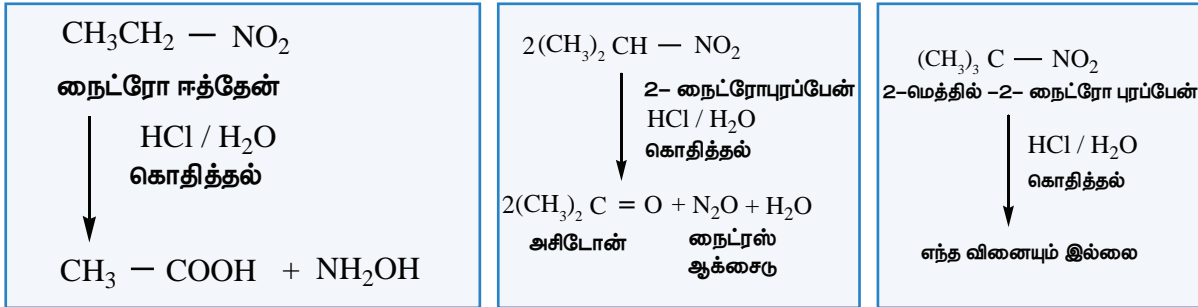 CH₃CH₂ — NO₂
நைட்ரோ ஈத்தேன்
HCl / H₂O
கொதித்தல்
CH₃ — COOH + NH₂OH
2(CH₃)₂ CH — NO₂
2– நைட்ரோபுரப்பேன்
HCl / H₂O
கொதித்தல்
2(CH₃)₂ C = O + N₂O + H₂O
அசிடோன் நைட்ரஸ்
ஆக்சைடு
(CH₃)₃ C — NO₂
2–மெத்தில் –2– நைட்ரோ புரப்பேன்
HCl / H₂O
கொதித்தல்
எந்த வினையும் இல்லை